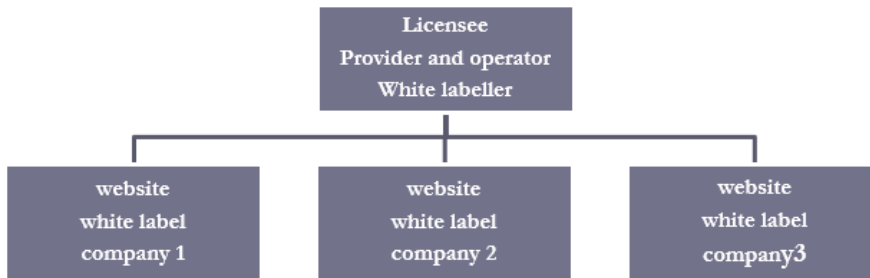 Licensee
Provider and operator
White labeller
website
white label
company 1
website
white label
company 2
website
white label
company3